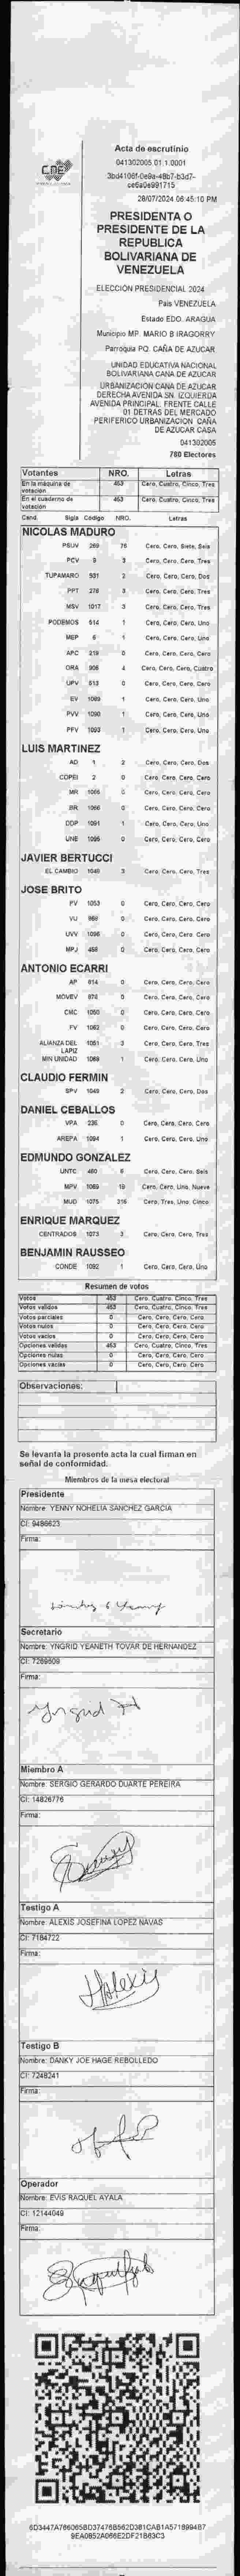 CNE
Acta de escrutinio
041302005.01.1.0001
3bd4106f-0e9a-48b7-b3d7-
ce6a0e991715
28/07/2024 06:45:10 PM
PRESIDENTA O
PRESIDENTE DE LA
REPUBLICA
BOLIVARIANA DE
VENEZUELA
ELECCIÓN PRESIDENCIAL 2024
País VENEZUELA
Estado EDO. ARAGUA
Municipio MP. MARIO B IRAGORRY
Parroquia PQ. CAÑA DE AZUCAR
UNIDAD EDUCATIVA NACIONAL
BOLIVARIANA CANA DE AZUCAR
URBANIZACION CANA DE AZUCAR
DERECHA AVENIDA SN. IZQUIERDA
AVENIDA PRINCIPAL. FRENTE CALLE
01 DETRAS DEL MERCADO
PERIFERICO URBANIZACION CAÑA
DE AZUCAR CASA
041302005
780 Electores
Votantes NRO. Letras
En la máquina de votación 453 Cero, Cuatro, Cinco, Tres
En el cuaderno de votación 453 Cero, Cuatro, Cinco, Tres
Cand. Sigla Código NRO. Letras
NICOLAS MADURO
PSUV 269 76 Cero, Cero, Siete, Seis
PCV 9 3 Cero, Cero, Cero, Tres
TUPAMARO 931 2 Cero, Cero, Cero, Dos
PPT 278 3 Cero, Cero, Cero, Tres
MSV 1017 3 Cero, Cero, Cero, Tres
PODEMOS 514 1 Cero, Cero, Cero, Uno
MEP 6 1 Cero, Cero, Cero, Uno
APC 219 0 Cero, Cero, Cero, Cero
ORA 906 4 Cero, Cero, Cero, Cuatro
UPV 513 0 Cero, Cero, Cero, Cero
EV 1089 1 Cero, Cero, Cero, Uno
PVV 1090 1 Cero, Cero, Cero, Uno
PFV 1093 1 Cero, Cero, Cero, Uno
LUIS MARTINEZ
AD 1 2 Cero, Cero, Cero, Dos
COPEI 2 0 Cero, Cero, Cero, Cero
MR 0 Cero, Cero, Cero, Cero
BR 1066 0 Cero, Cero, Cero, Cero
DDP 1091 1 Cero, Cero, Cero, Uno
UNE 1095 0 Cero, Cero, Cero, Cero
JAVIER BERTUCCI
EL CAMBIO 1048 3 Cero, Cero, Cero, Tres
JOSE BRITO
PV 1053 0 Cero, Cero, Cero, Cero
VU 959 0 Cero, Cero, Cero, Cero
UVV 1096 0 Cero, Cero, Cero, Cero
MPJ 458 0 Cero, Cero, Cero, Cero
ANTONIO ECARRI
AP 614 0 Cero, Cero, Cero, Cero
MOVEV 874 0 Cero, Cero, Cero, Cero
CMC 1050 0 Cero, Cero, Cero, Cero
FV 1062 0 Cero, Cero, Cero, Cero
ALIANZA DEL LAPIZ 1051 3 Cero, Cero, Cero, Tres
MIN UNIDAD 1068 1 Cero, Cero, Cero, Uno
CLAUDIO FERMIN
SPV 1049 2 Cero, Cero, Cero, Dos
DANIEL CEBALLOS
VPA 235 0 Cero, Cero, Cero, Cero
AREPA 1094 1 Cero, Cero, Cero, Uno
EDMUNDO GONZALEZ
UNTC 480 6 Cero, Cero, Cero, Seis
MPV 1069 19 Cero, Cero, Uno, Nueve
MUD 1075 315 Cero, Tres, Uno, Cinco
ENRIQUE MARQUEZ
CENTRADOS 1073 3 Cero, Cero, Cero, Tres
BENJAMIN RAUSSEO
CONDE 1092 1 Cero, Cero, Cero, Uno
Resumen de votos
Votos 453 Cero, Cuatro, Cinco, Tres
Votos válidos 453 Cero, Cuatro, Cinco, Tres
Votos parciales 0 Cero, Cero, Cero, Cero
Votos nulos 0 Cero, Cero, Cero, Cero
Votos vacíos 0 Cero, Cero, Cero, Cero
Opciones válidas 453 Cero, Cuatro, Cinco, Tres
Opciones nulas 0 Cero, Cero, Cero, Cero
Opciones vacías 0 Cero, Cero, Cero, Cero
Observaciones:
Se levanta la presente acta la cual firman en
señal de conformidad.
Miembros de la mesa electoral
Presidente
Nombre: YENNY NOHELIA SANCHEZ GARCIA
CI: 9486623
Firma:
Secretario
Nombre: YNGRID YEANETH TOVAR DE HERNANDEZ
CI: 7269509
Firma:
Yngrid H
Miembro A
Nombre: SERGIO GERARDO DUARTE PEREIRA
CI: 14826776
Firma:
Testigo A
Nombre: ALEXIS JOSEFINA LOPEZ NAVAS
CI: 7184722
Firma:
Testigo B
Nombre: DANKY JOE HAGE REBOLLEDO
CI: 7248241
Firma:
Operador
Nombre: EVIS RAQUEL AYALA
CI: 12144049
Firma: